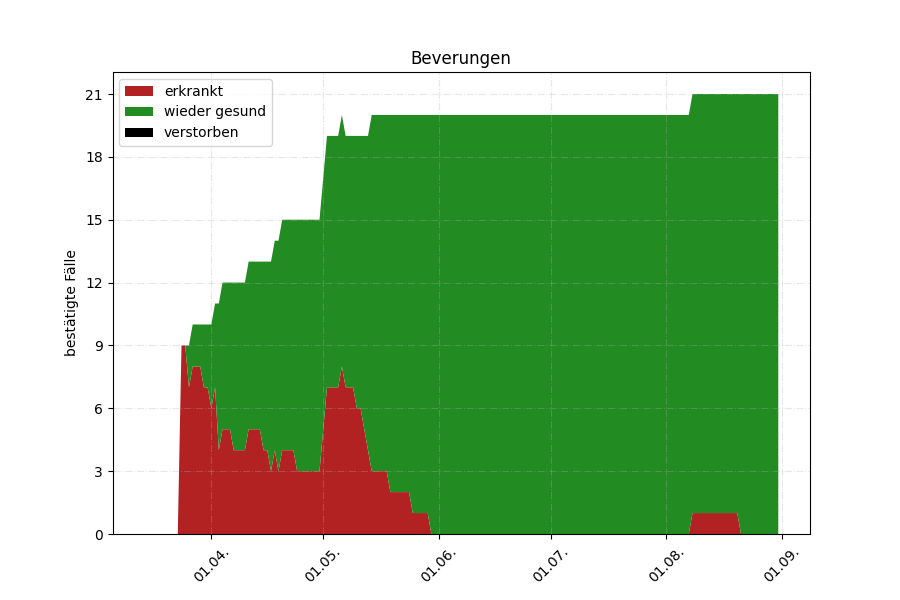 Beverungen
erkrankt
wieder gesund
verstorben
bestätigte Fälle
21
18
15
12
9
6
3
0
01.04.
01.05.
01.06.
01.07.
01.08.
01.09.